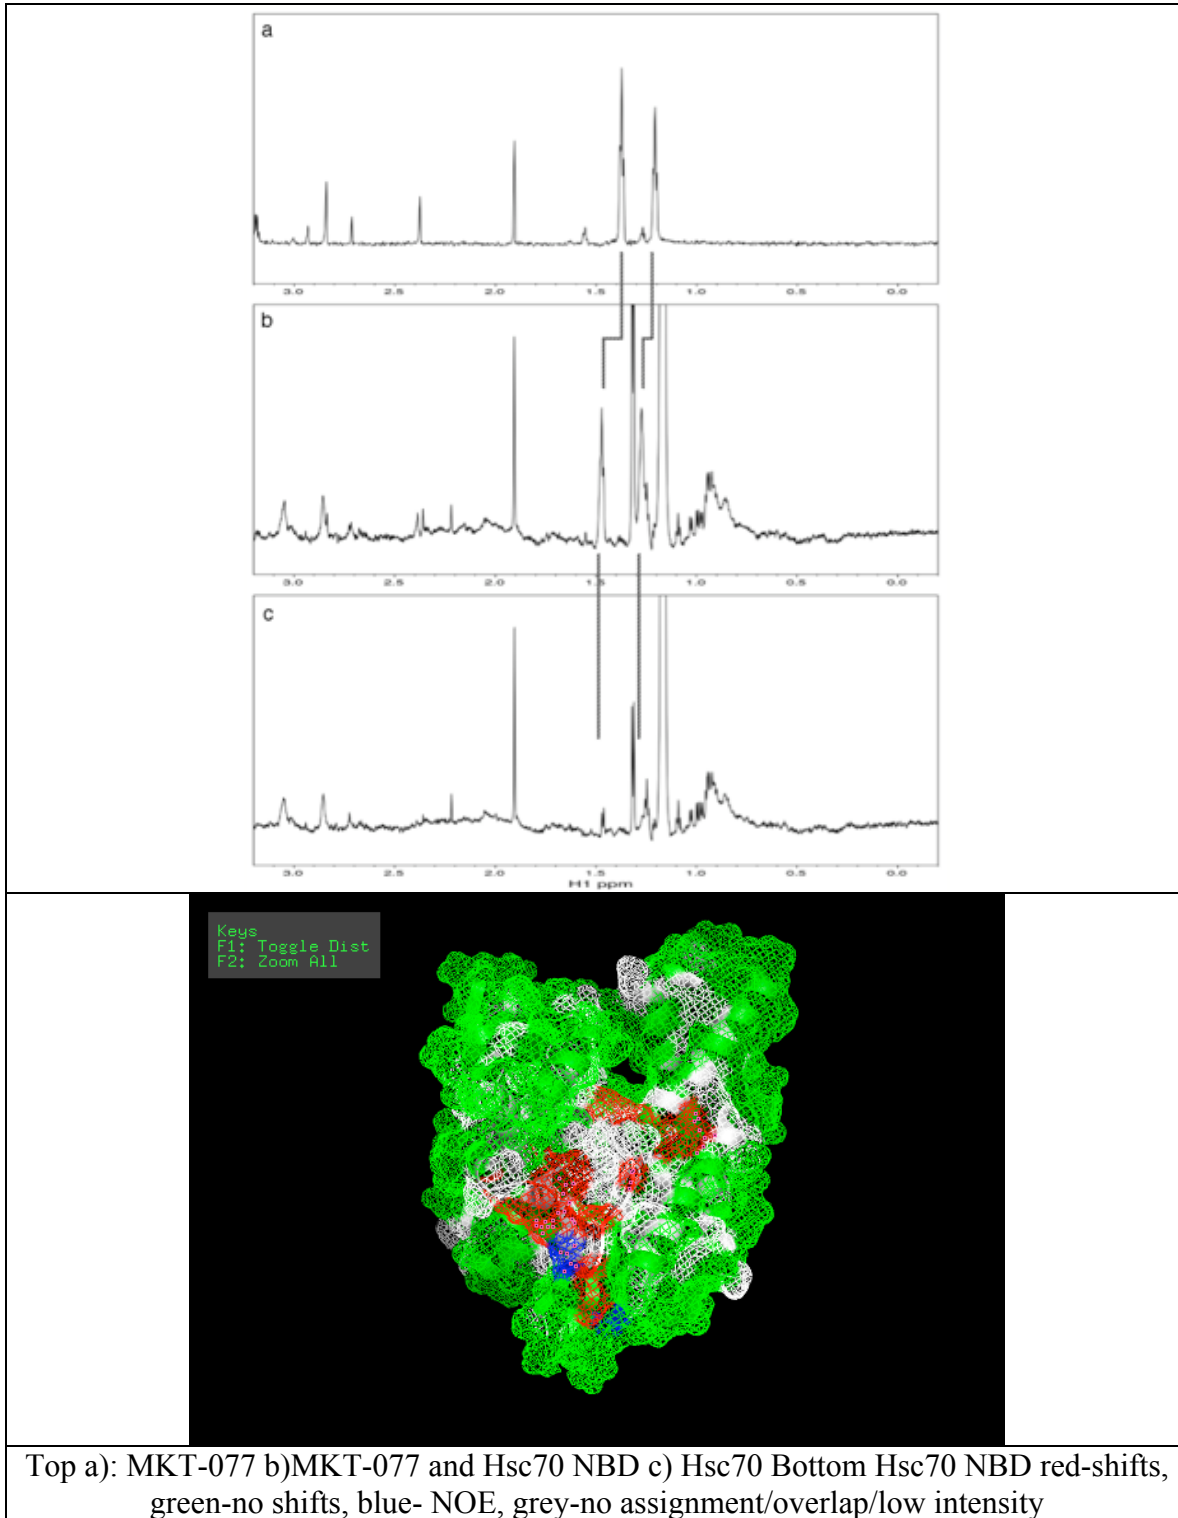 a
3.0 2.5 2.0 1.5 1.0 0.5 0.0
b
3.0 2.5 2.0 1.5 1.0 0.5 0.0
c
3.0 2.5 2.0 1.5 1.0 0.5 0.0
H1 ppm
Keys
F1: Toggle Dist
F2: Zoom All
Top a): MKT-077 b)MKT-077 and Hsc70 NBD c) Hsc70 Bottom Hsc70 NBD red-shifts,
green-no shifts, blue- NOE, grey-no assignment/overlap/low intensity